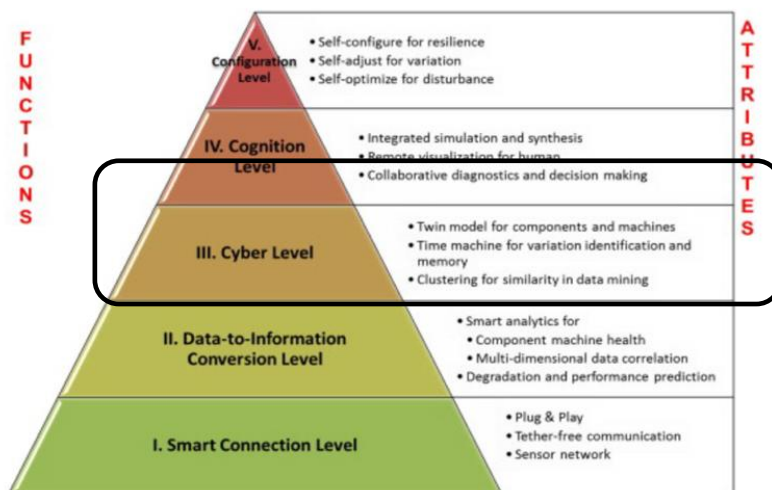 FUNCTIONS
ATTRIBUTES
V.
Configuration
Level
• Self-configure for resilience
• Self-adjust for variation
• Self-optimize for disturbance
IV. Cognition
Level
• Integrated simulation and synthesis
• Remote visualization for human
• Collaborative diagnostics and decision making
III. Cyber Level
• Twin model for components and machines
• Time machine for variation identification and
memory
• Clustering for similarity in data mining
II. Data-to-Information
Conversion Level
• Smart analytics for
• Component machine health
• Multi-dimensional data correlation
• Degradation and performance prediction
I. Smart Connection Level
• Plug & Play
• Tether-free communication
• Sensor network